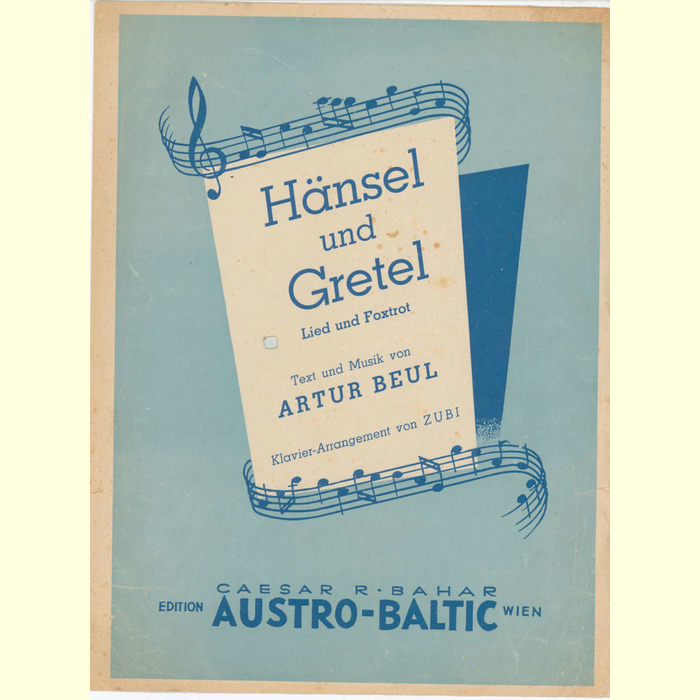 Hänsel
und
Gretel
Lied und Foxtrot
Text und Musik von
ARTUR BEUL
Klavier-Arrangement von ZUBI
CAESAR R. BAHAR
EDITION AUSTRO-BALTIC WIEN